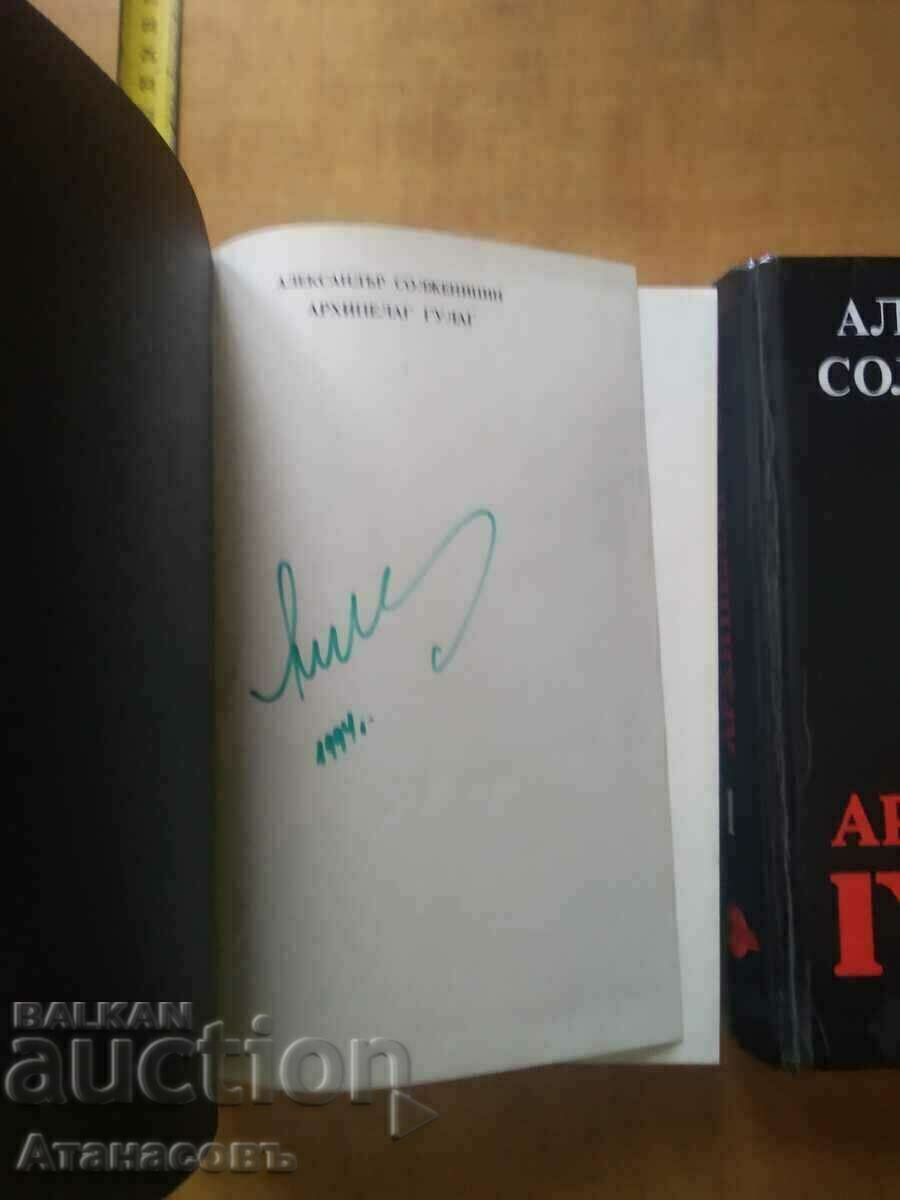 АЛЕКСАНДЪР СОЛЖЕНИЦИН
АРХИПЕЛАГ ГУЛАГ
1994.
АЛ
СОЛ
АР
ГУ
BALKAN
auction
Атанасовъ